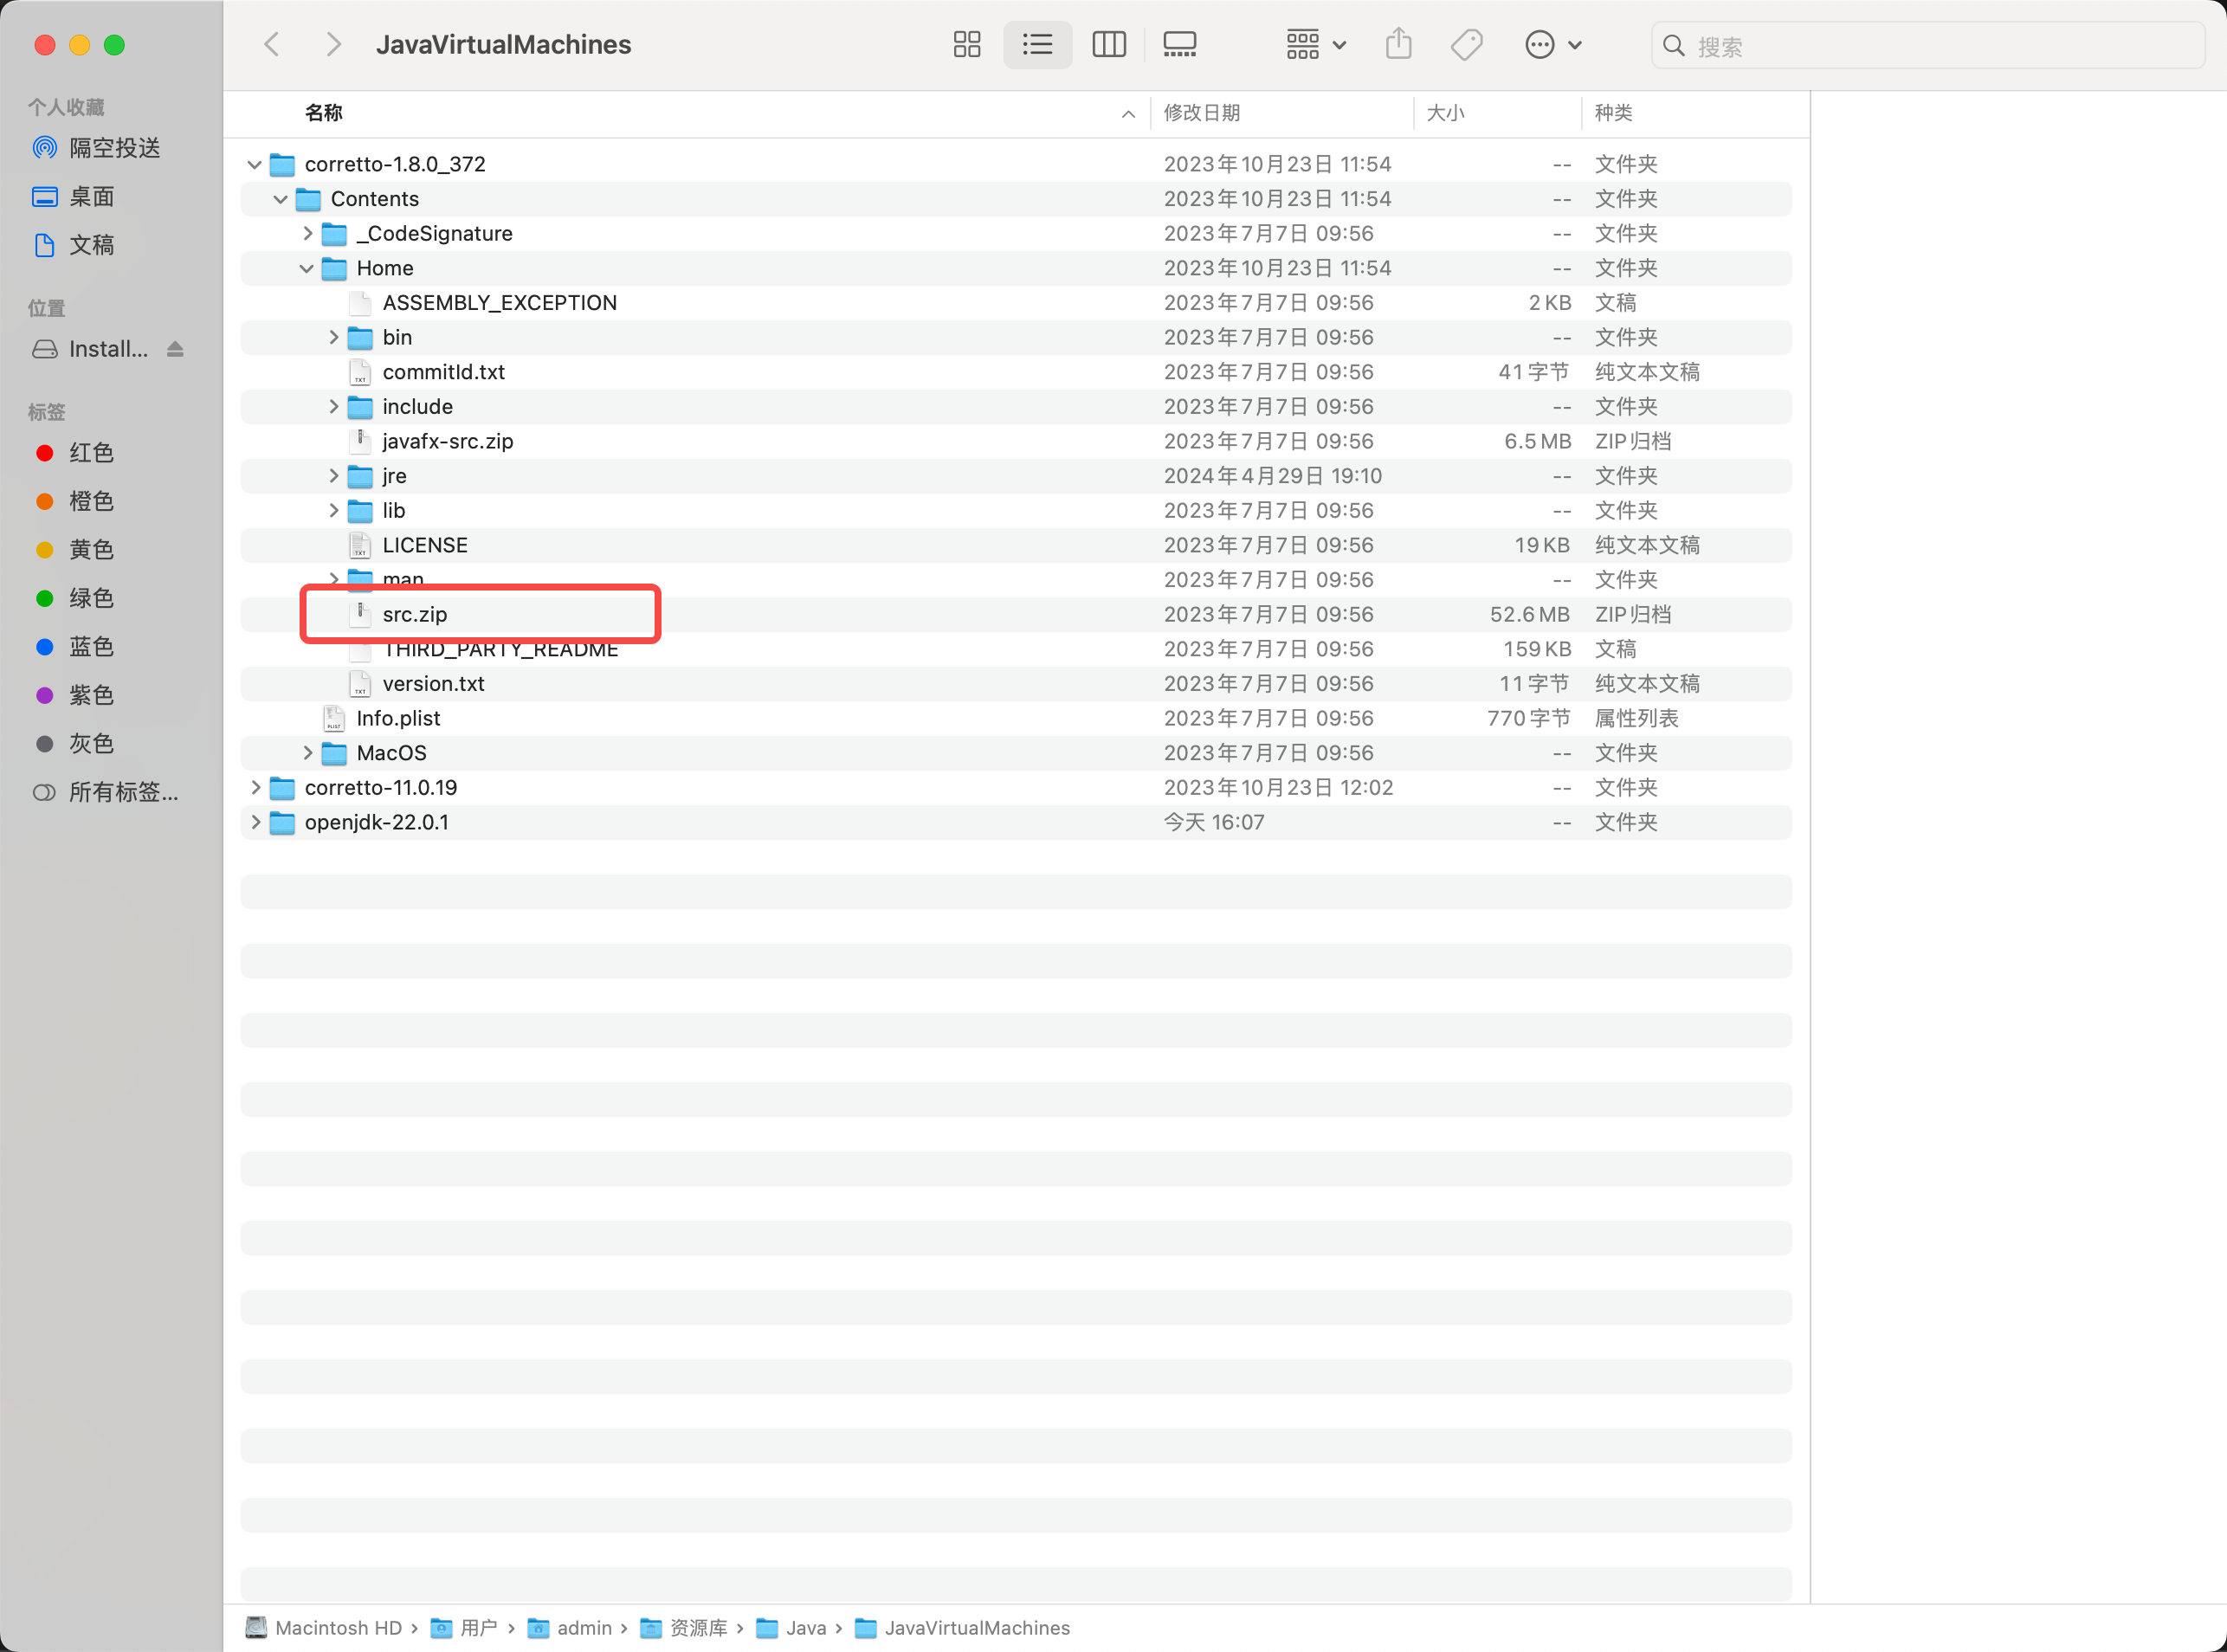 JavaVirtualMachines
搜索
个人收藏
隔空投送
桌面
文稿
位置
Install...
标签
红色
橙色
黄色
绿色
蓝色
紫色
灰色
所有标签...
名称 修改日期 大小 种类
corretto-1.8.0_372 2023年10月23日 11:54 -- 文件夹
Contents 2023年10月23日 11:54 -- 文件夹
_CodeSignature 2023年7月7日 09:56 -- 文件夹
Home 2023年10月23日 11:54 -- 文件夹
ASSEMBLY_EXCEPTION 2023年7月7日 09:56 2 KB 文稿
bin 2023年7月7日 09:56 -- 文件夹
commitId.txt 2023年7月7日 09:56 41 字节 纯文本文稿
include 2023年7月7日 09:56 -- 文件夹
javafx-src.zip 2023年7月7日 09:56 6.5 MB ZIP归档
jre 2024年4月29日 19:10 -- 文件夹
lib 2023年7月7日 09:56 -- 文件夹
LICENSE 2023年7月7日 09:56 19 KB 纯文本文稿
man 2023年7月7日 09:56 -- 文件夹
src.zip 2023年7月7日 09:56 52.6 MB ZIP归档
THIRD_PARTY_README 2023年7月7日 09:56 159 KB 文稿
version.txt 2023年7月7日 09:56 11 字节 纯文本文稿
Info.plist 2023年7月7日 09:56 770 字节 属性列表
MacOS 2023年7月7日 09:56 -- 文件夹
corretto-11.0.19 2023年10月23日 12:02 -- 文件夹
openjdk-22.0.1 今天 16:07 -- 文件夹
Macintosh HD › 用户 › admin › 资源库 › Java › JavaVirtualMachines